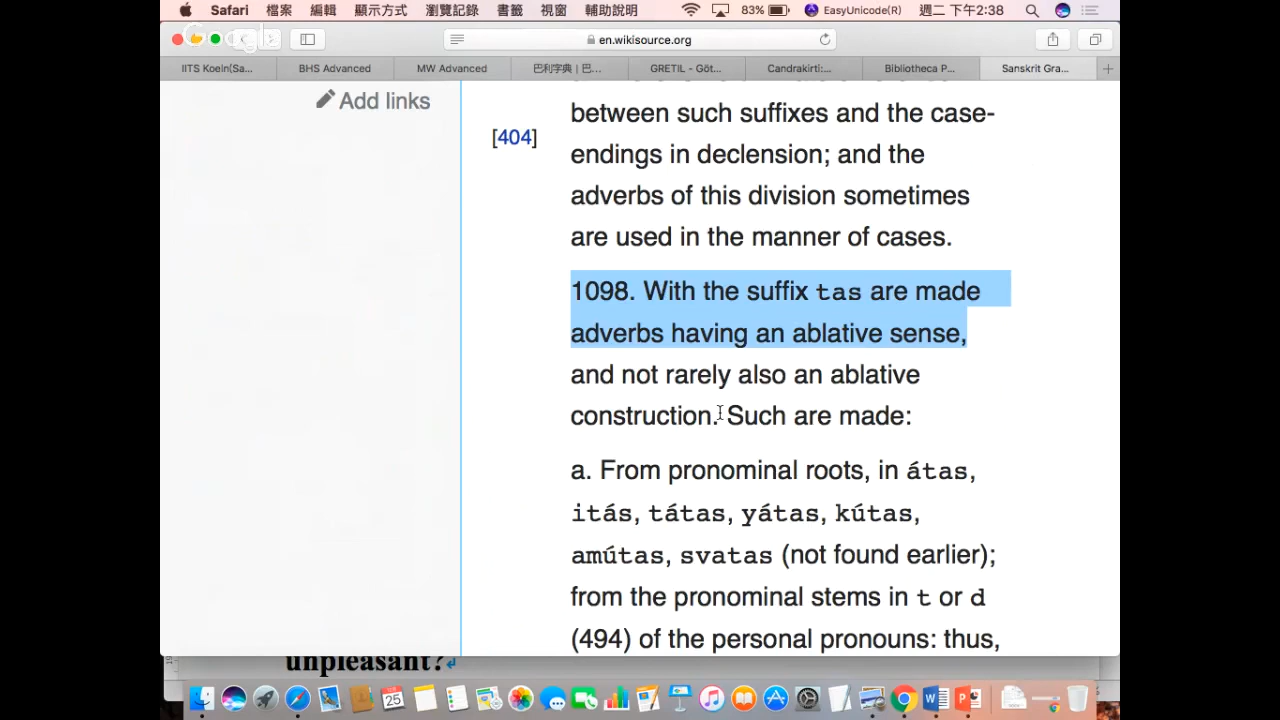 Safari 檔案 編輯 顯示方式 瀏覽記錄 書籤 視窗 輔助說明 83% EasyUnicode(R) 週二 下午2:38
en.wikisource.org
IITS Koeln(Sa... BHS Advanced MW Advanced 巴利字典 | 巴... GRETIL - Göt... Candrakirti:... Bibliotheca P... Sanskrit Gra...
Add links
between such suffixes and the case-
[404]
endings in declension; and the
adverbs of this division sometimes
are used in the manner of cases.
1098. With the suffix tas are made
adverbs having an ablative sense,
and not rarely also an ablative
construction. Such are made:
a. From pronominal roots, in átas,
itás, tátas, yátas, kútas,
amútas, svatas (not found earlier);
from the pronominal stems in t or d
(494) of the personal pronouns: thus,
unpleasant?
25